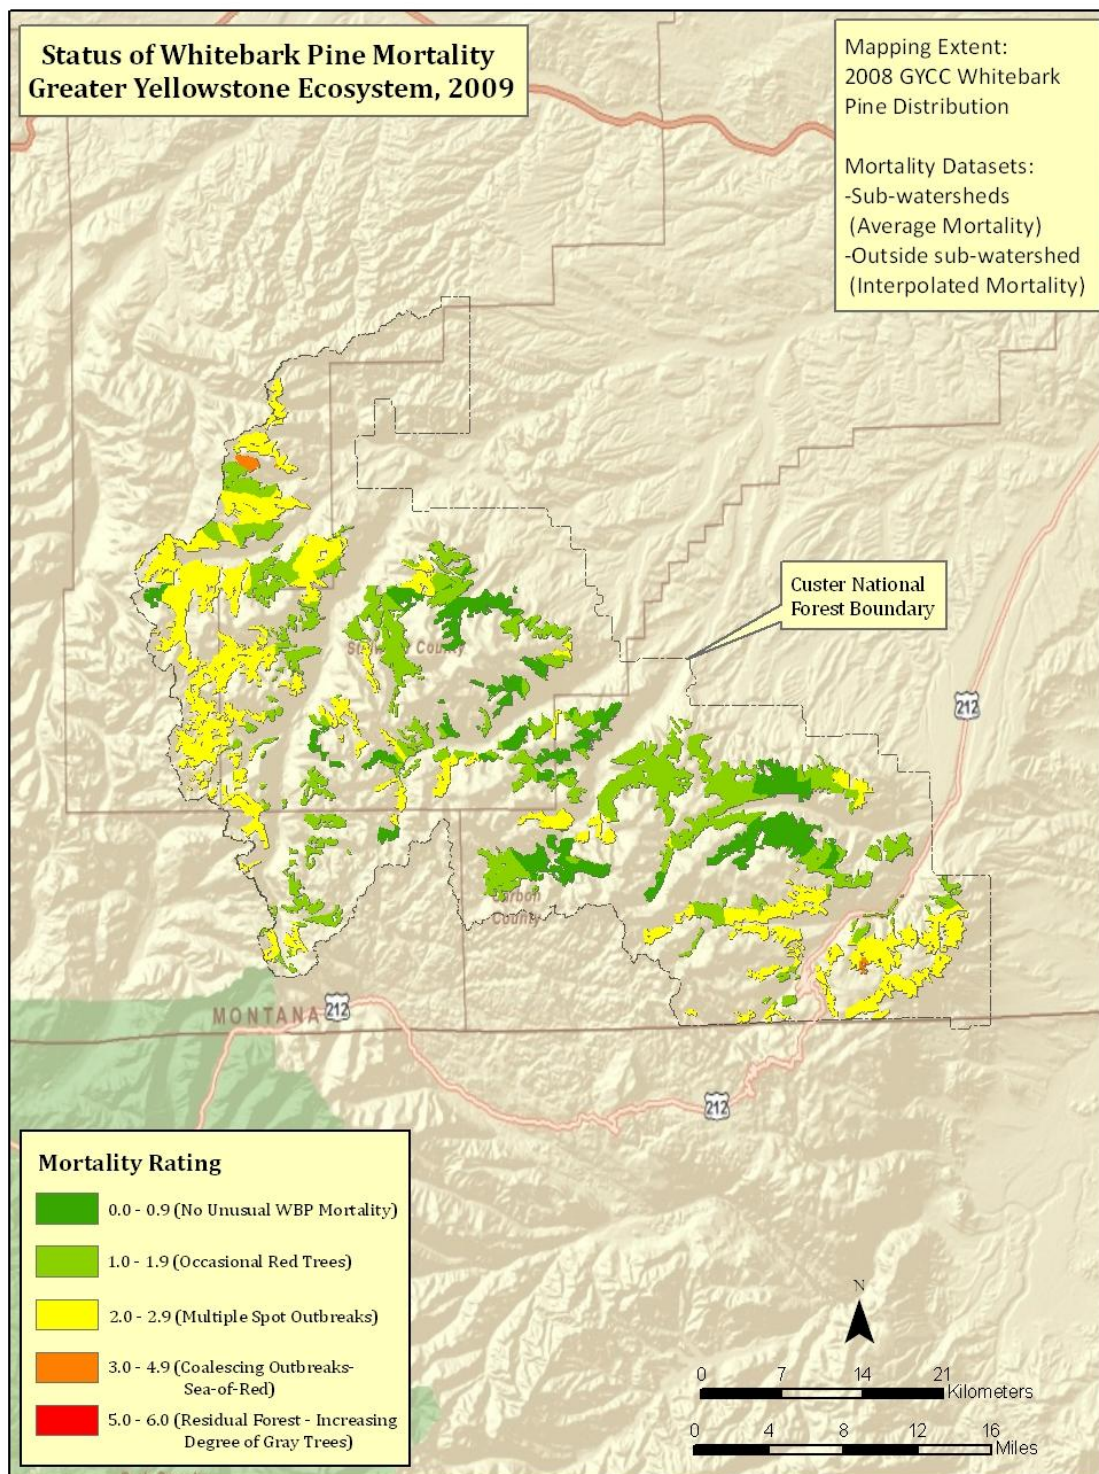 Status of Whitebark Pine Mortality
Greater Yellowstone Ecosystem, 2009
Mapping Extent:
2008 GYCC Whitebark
Pine Distribution
Mortality Datasets:
-Sub-watersheds
(Average Mortality)
-Outside sub-watershed
(Interpolated Mortality)
Custer National
Forest Boundary
County
212
Carbon
County
MONTANA
212
212
Mortality Rating
0.0 - 0.9 (No Unusual WBP Mortality)
1.0 - 1.9 (Occasional Red Trees)
2.0 - 2.9 (Multiple Spot Outbreaks)
3.0 - 4.9 (Coalescing Outbreaks-
Sea-of-Red)
5.0 - 6.0 (Residual Forest - Increasing
Degree of Gray Trees)
N
0 7 14 21
Kilometers
0 4 8 12 16
Miles